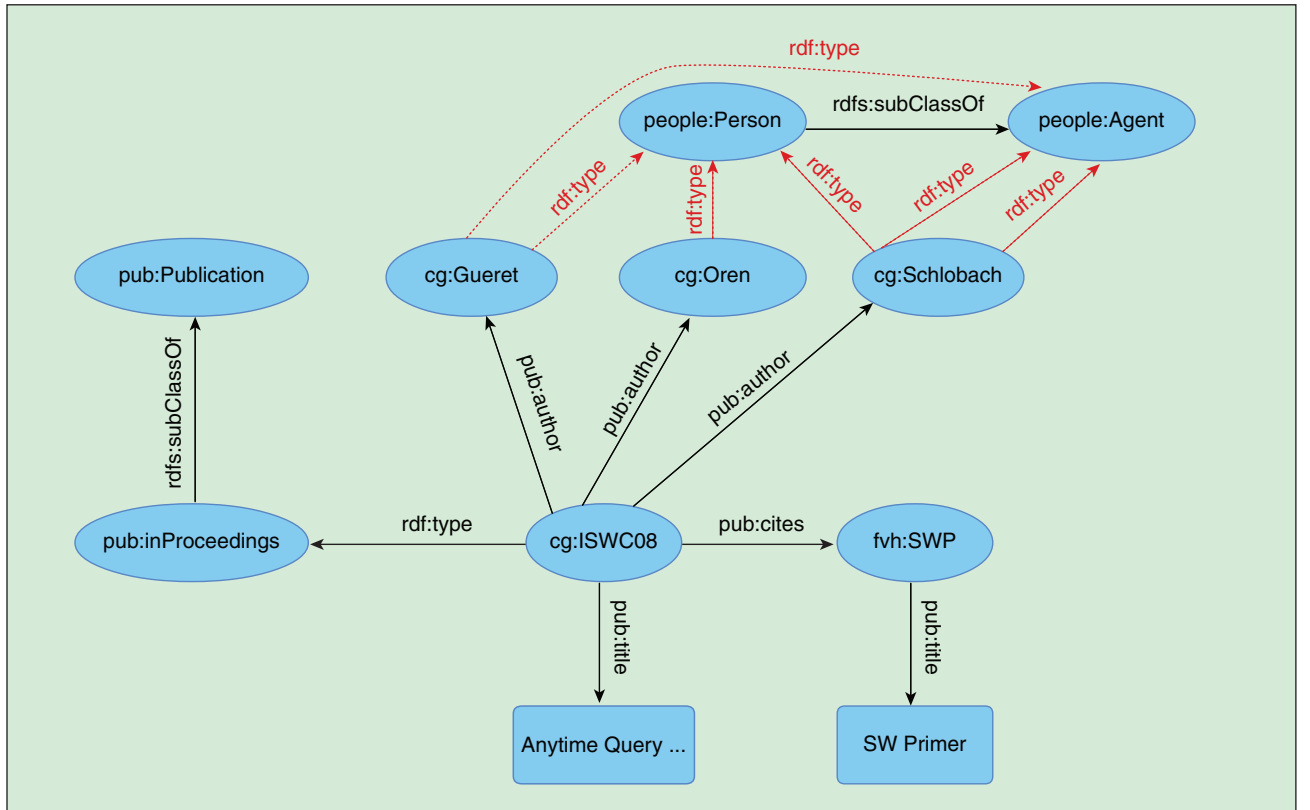 rdf:type
people:Person
rdfs:subClassOf
people:Agent
rdf:type
rdf:type
rdf:type
rdf:type
rdf:type
pub:Publication
cg:Gueret
cg:Oren
cg:Schlobach
rdfs:subClassOf
pub:author
pub:author
pub:author
pub:inProceedings
rdf:type
cg:ISWC08
pub:cites
fvh:SWP
pub:title
pub:title
Anytime Query ...
SW Primer